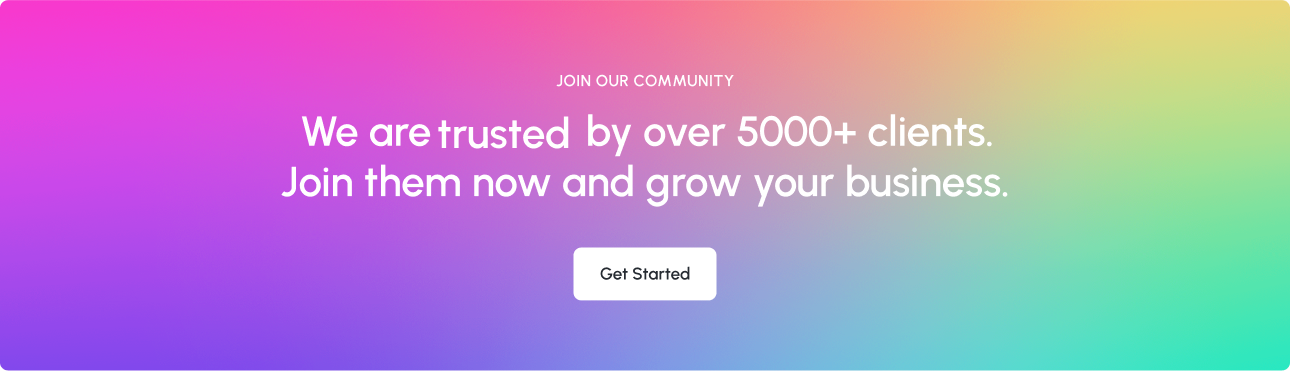 JOIN OUR COMMUNITY
We are trusted by over 5000+ clients.
Join them now and grow your business.
Get Started